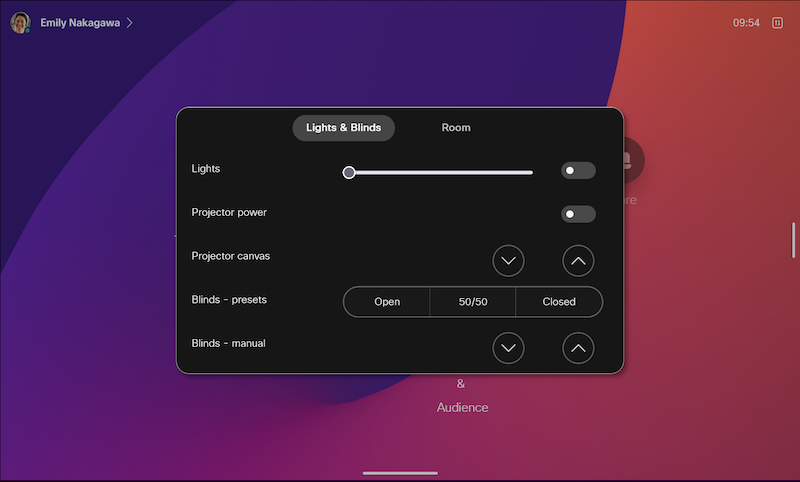 Emily Nakagawa
09:54
Lights & Blinds
Room
Lights
Projector power
Projector canvas
Blinds - presets
Open
50/50
Closed
Blinds - manual
&
Audience